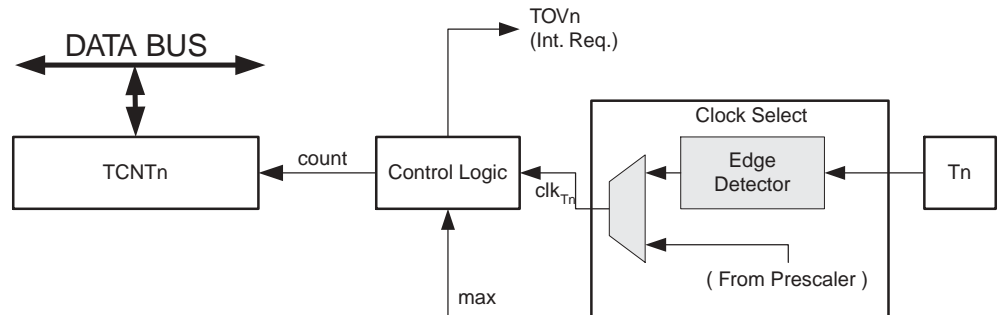 TOVn
(Int. Req.)
DATA BUS
Clock Select
TCNTn
count
Control Logic
clkTn
Edge
Detector
Tn
( From Prescaler )
max